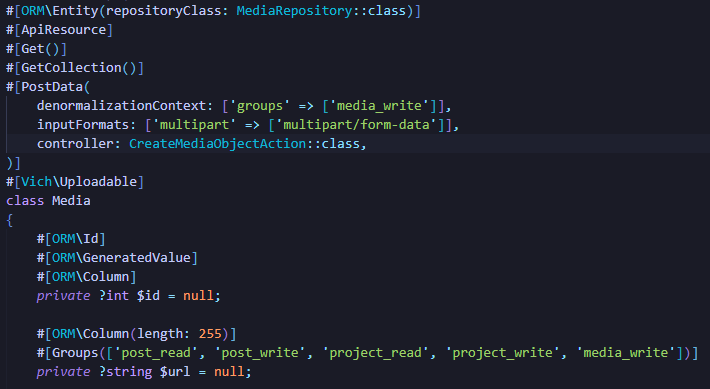 #[ORM\Entity(repositoryClass: MediaRepository::class)]
#[ApiResource]
#[Get()]
#[GetCollection()]
#[PostData(
    denormalizationContext: ['groups' => ['media_write']],
    inputFormats: ['multipart' => ['multipart/form-data']],
    controller: CreateMediaObjectAction::class,
)]
#[Vich\Uploadable]
class Media
{
    #[ORM\Id]
    #[ORM\GeneratedValue]
    #[ORM\Column]
    private ?int $id = null;

    #[ORM\Column(length: 255)]
    #[Groups(['post_read', 'post_write', 'project_read', 'project_write', 'media_write'])]
    private ?string $url = null;